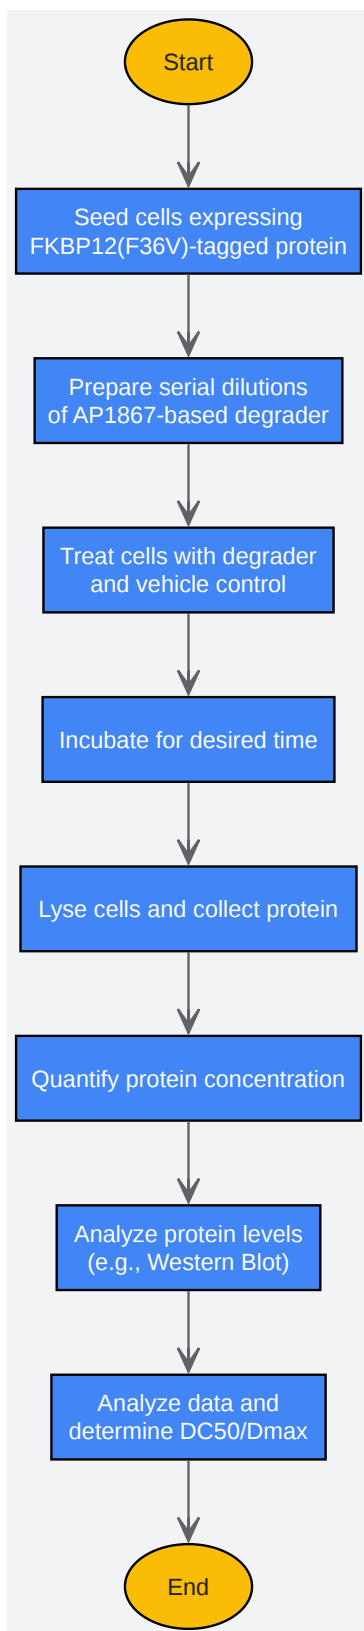 Start
Seed cells expressing
FKBP12(F36V)-tagged protein
Prepare serial dilutions
of AP1867-based degrader
Treat cells with degrader
and vehicle control
Incubate for desired time
Lyse cells and collect protein
Quantify protein concentration
Analyze protein levels
(e.g., Western Blot)
Analyze data and
determine DC50/Dmax
End